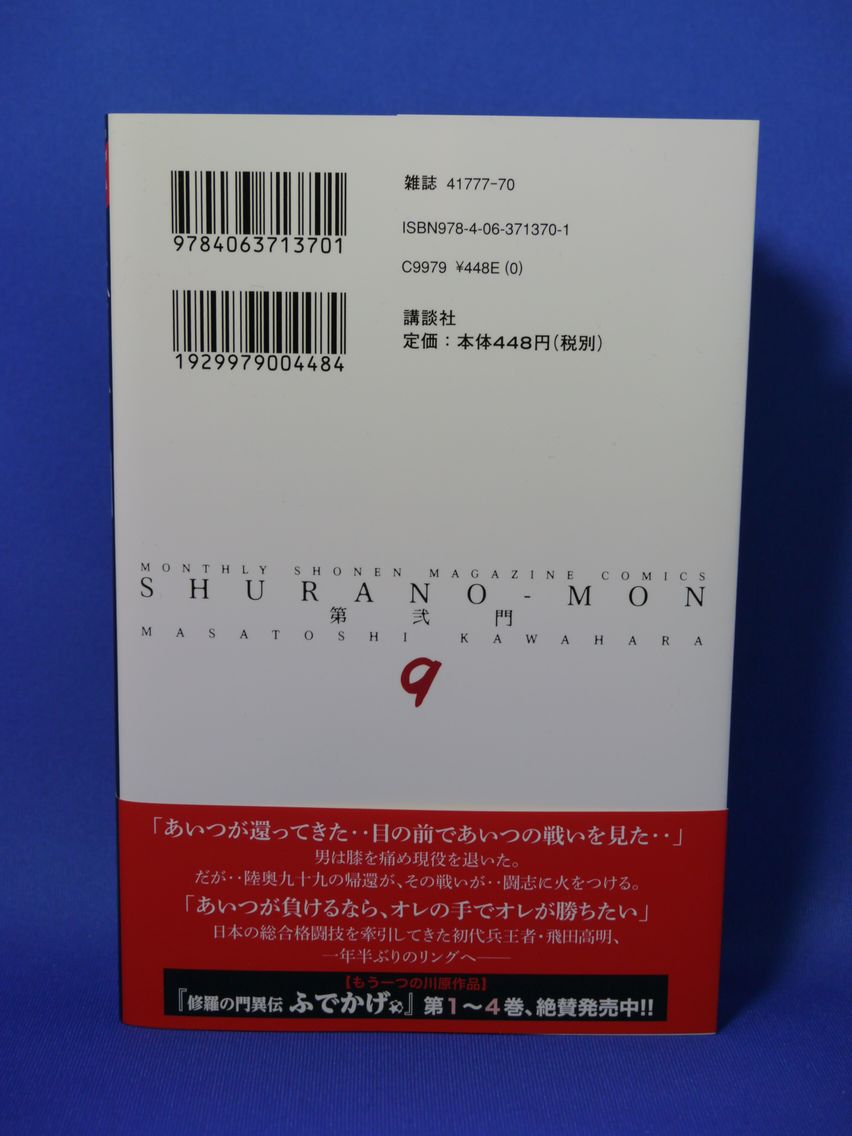 9784063713701
1929979004484
雑誌 41777-70
ISBN978-4-06-371370-1
C9979 ¥448E (0)
講談社
定価：本体448円(税別)
MONTHLY SHONEN MAGAZINE COMICS
SHURANO-MON
第弐門
MASATOSHI KAWAHARA
9
「あいつが還ってきた‥目の前であいつの戦いを見た‥」
男は膝を痛め現役を退いた。
だが‥陸奥九十九の帰還が、その戦いが‥闘志に火をつける。
「あいつが負けるなら、オレの手でオレが勝ちたい」
日本の総合格闘技を牽引してきた初代兵王者・飛田高明、
一年半ぶりのリングへ――
【もう一つの川原作品】
『修羅の門異伝 ふでかげ』第1〜4巻、絶賛発売中!!